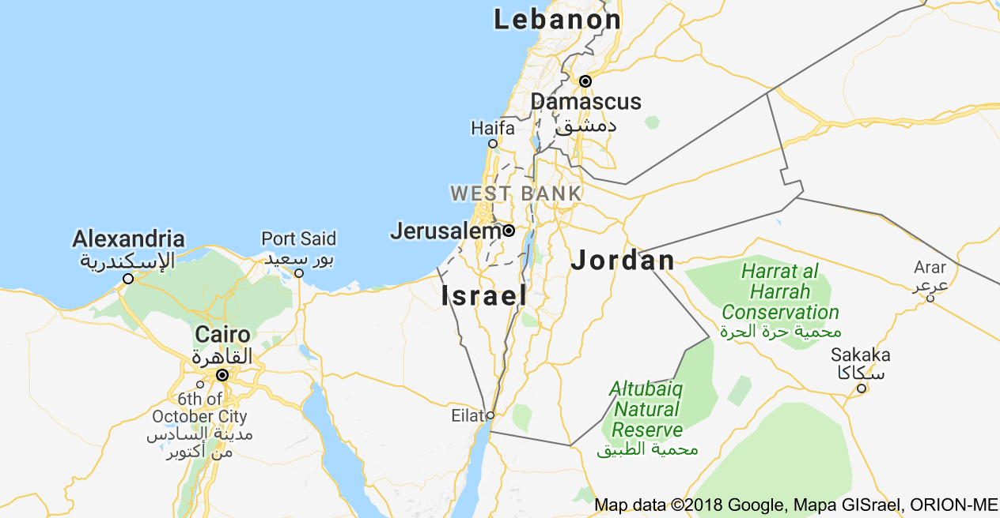 Lebanon
Damascus
دمشق
Haifa
WEST BANK
Jerusalem
Alexandria
الإسكندرية
Port Said
بور سعيد
Jordan
Israel
Harrat al
Harrah
Conservation
محمية حرة الحرة
Arar
عرعر
Cairo
القاهرة
Sakaka
سكاكا
6th of
October City
مدينة السادس
من أكتوبر
Eilat
Altubaiq
Natural
Reserve
محمية الطبيق
Map data ©2018 Google, Mapa GISrael, ORION-ME